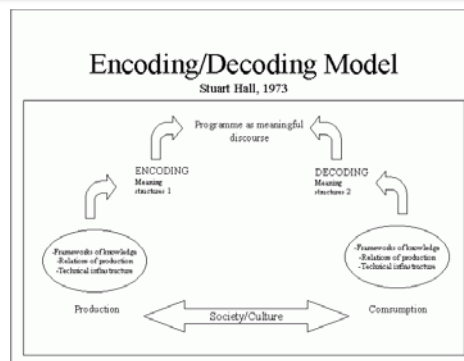 Encoding/Decoding Model
Stuart Hall, 1973
Programme as meaningful
discourse
ENCODING
Meaning
structures 1
DECODING
Meaning
structures 2
-Frameworks of knowledge
-Relations of production
-Technical infrastructure
-Frameworks of knowledge
-Relations of production
-Technical infrastructure
Production
Society/Culture
Comsumption